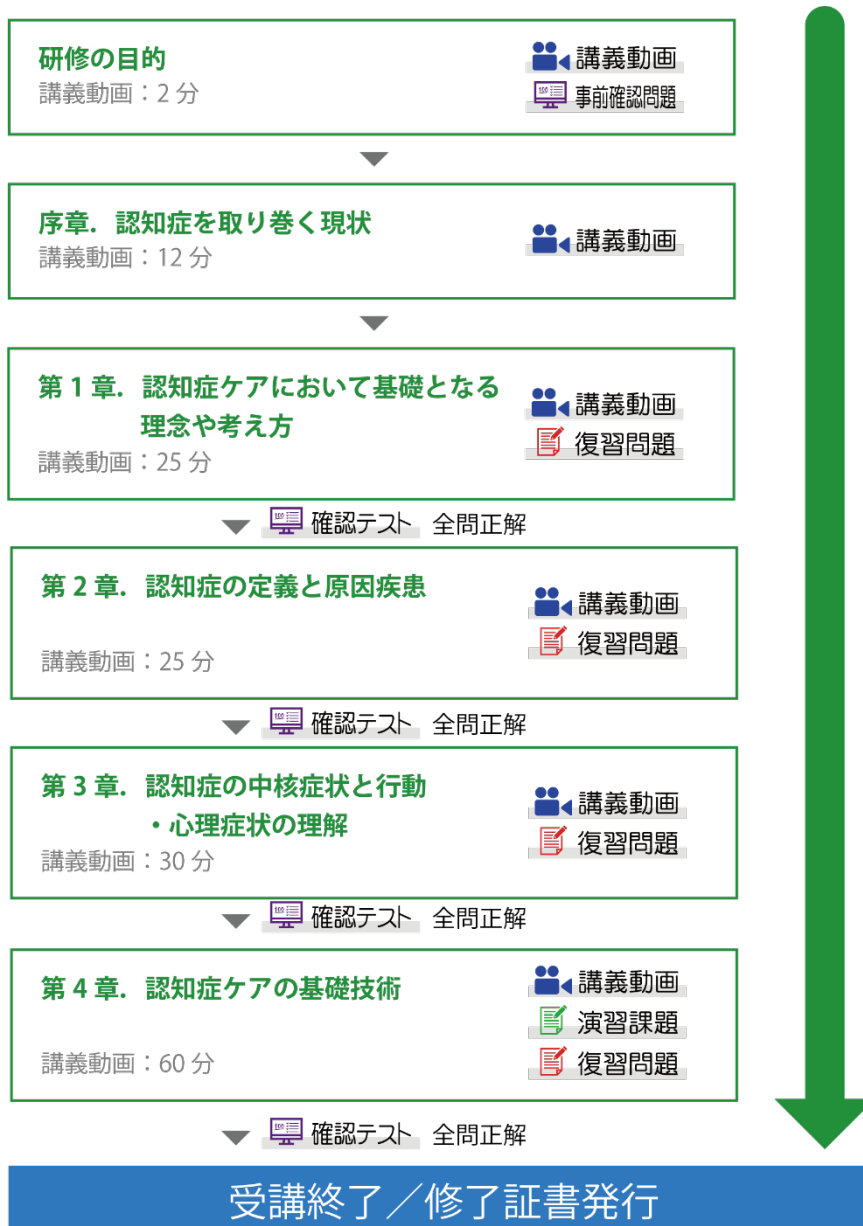 研修の目的
講義動画:2分
講義動画
事前確認問題
序章. 認知症を取り巻く現状
講義動画:12分
講義動画
第1章. 認知症ケアにおいて基礎となる
理念や考え方
講義動画:25分
講義動画
復習問題
確認テスト 全問正解
第2章. 認知症の定義と原因疾患
講義動画:25分
講義動画
復習問題
確認テスト 全問正解
第3章. 認知症の中核症状と行動
・心理症状の理解
講義動画:30分
講義動画
復習問題
確認テスト 全問正解
第4章. 認知症ケアの基礎技術
講義動画:60分
講義動画
演習課題
復習問題
確認テスト 全問正解
受講終了/修了証書発行